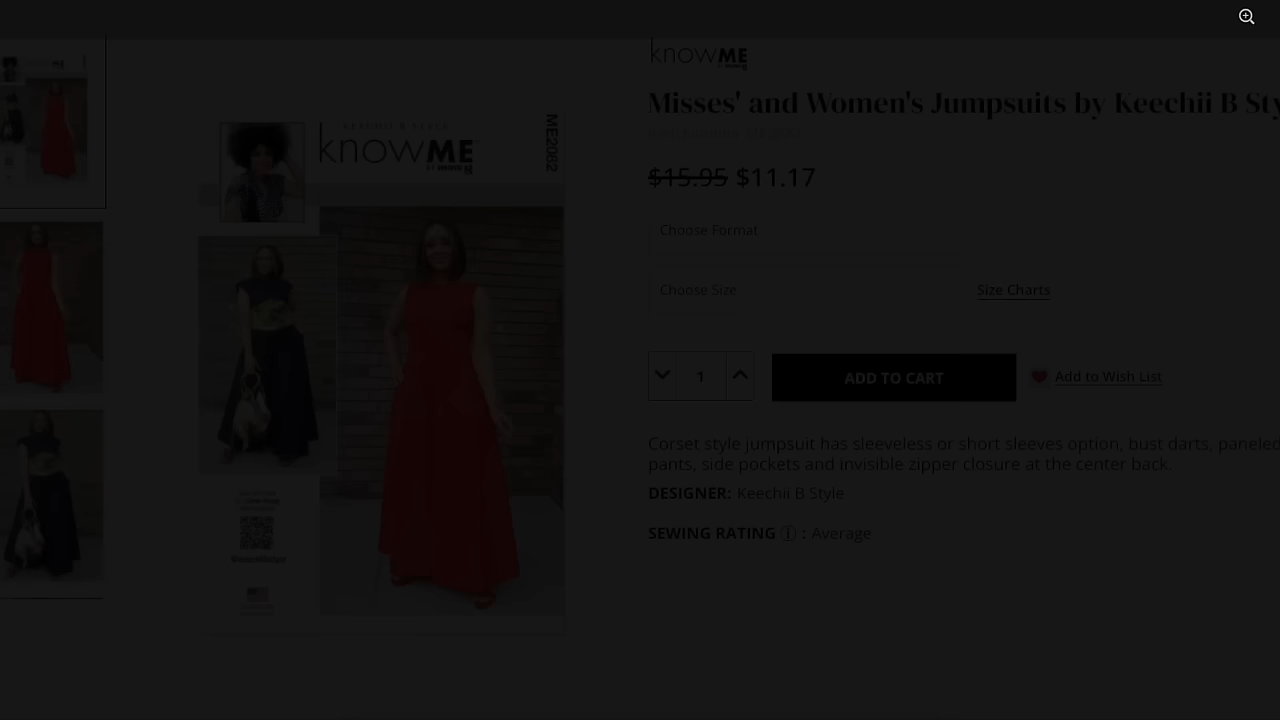 knowME
Misses' and Women's Jumpsuits by Keechii B Sty
$15.95 $11.17
Choose Format
Choose Size
Size Charts
1
ADD TO CART
Add to Wish List
Corset style jumpsuit has sleeveless or short sleeves option, bust darts, paneled
pants, side pockets and invisible zipper closure at the center back.
DESIGNER: Keechii B Style
SEWING RATING ⓘ : Average
KEECHII B STYLE
knowME
ME2062